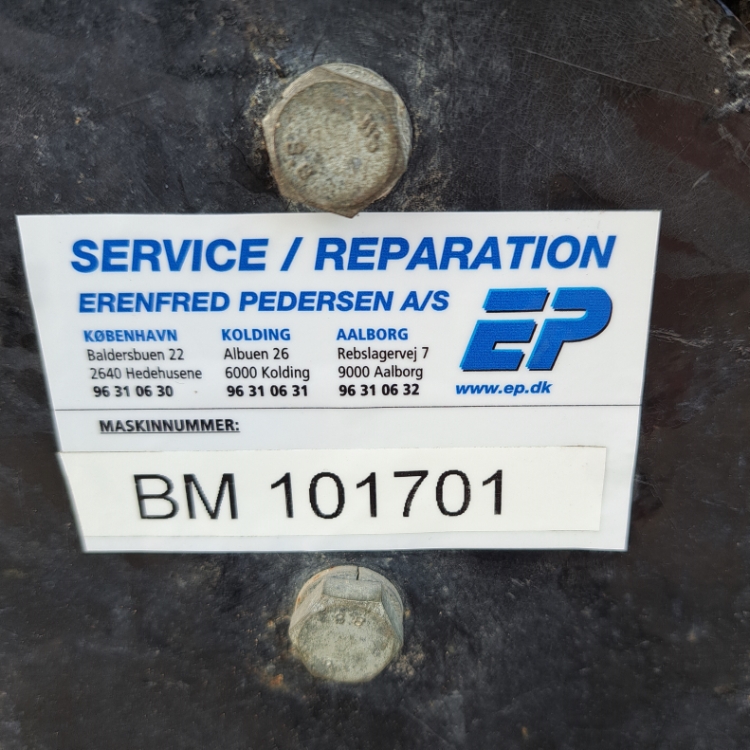 SERVICE / REPARATION
ERENFRED PEDERSEN A/S
EP
KØBENHAVN KOLDING AALBORG
Baldersbuen 22 Albuen 26 Rebslagervej 7
2640 Hedehusene 6000 Kolding 9000 Aalborg
96 31 06 30 96 31 06 31 96 31 06 32
www.ep.dk
MASKINNUMMER:
BM 101701